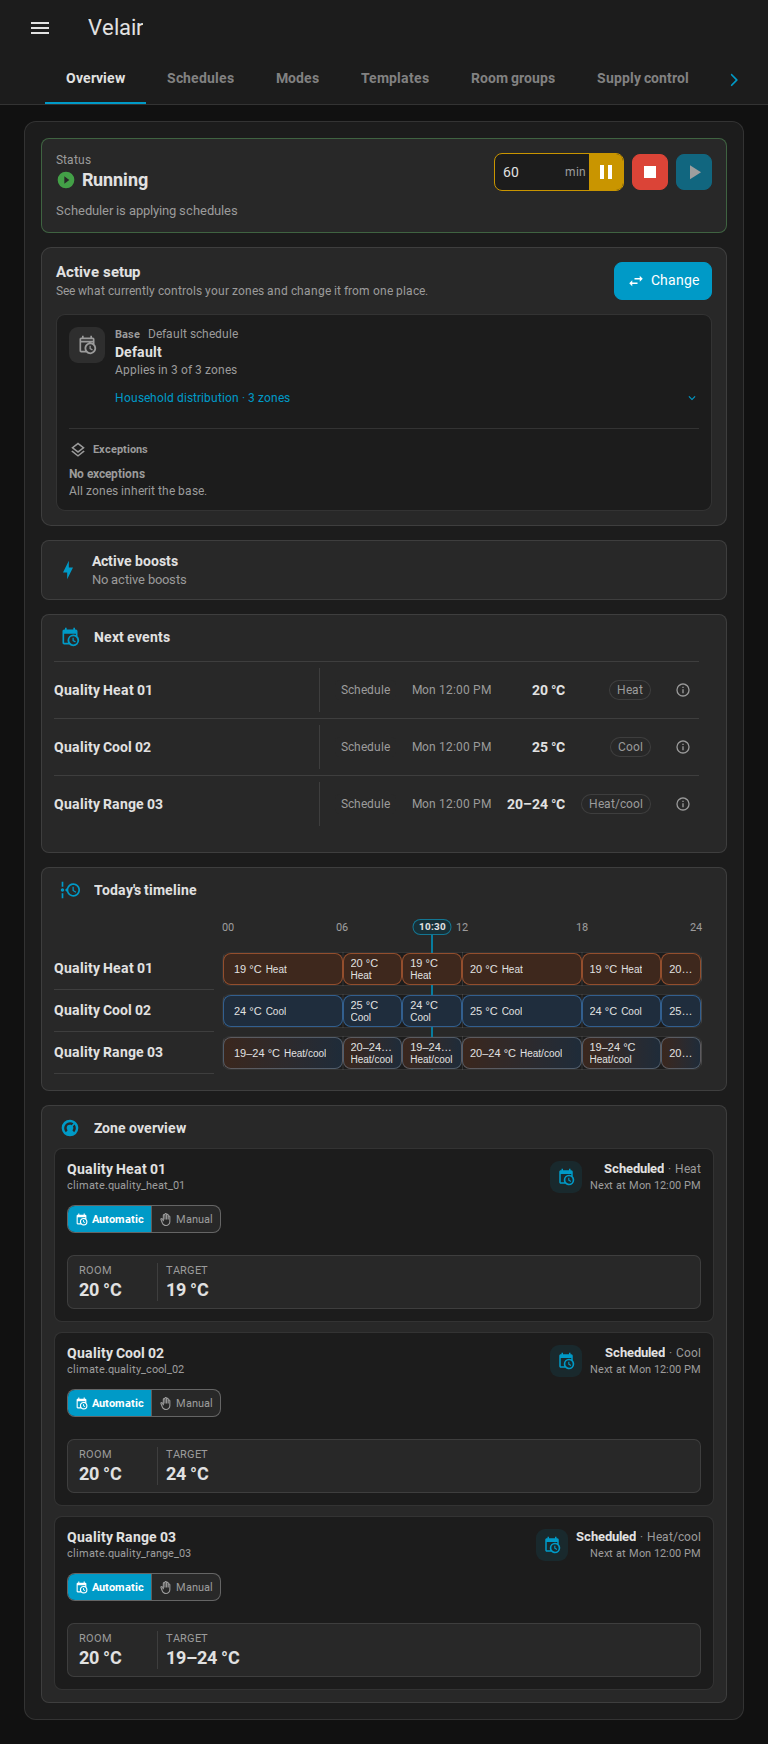 Velair
Overview Schedules Modes Templates Room groups Supply control
Status
Running
60 min
Scheduler is applying schedules
Active setup
See what currently controls your zones and change it from one place.
Change
Base Default schedule
Default
Applies in 3 of 3 zones
Household distribution · 3 zones
Exceptions
No exceptions
All zones inherit the base.
Active boosts
No active boosts
Next events
Quality Heat 01 Schedule Mon 12:00 PM 20 °C Heat
Quality Cool 02 Schedule Mon 12:00 PM 25 °C Cool
Quality Range 03 Schedule Mon 12:00 PM 20–24 °C Heat/cool
Today's timeline
00 06 10:30 12 18 24
Quality Heat 01 19 °C Heat 20 °C Heat 19 °C Heat 20 °C Heat 19 °C Heat 20…
Quality Cool 02 24 °C Cool 25 °C Cool 24 °C Cool 25 °C Cool 24 °C Cool 25…
Quality Range 03 19–24 °C Heat/cool 20–24… Heat/cool 19–24… Heat/cool 20–24 °C Heat/cool 19–24 °C Heat/cool 20…
Zone overview
Quality Heat 01
climate.quality_heat_01
Scheduled · Heat
Next at Mon 12:00 PM
Automatic Manual
ROOM TARGET
20 °C 19 °C
Quality Cool 02
climate.quality_cool_02
Scheduled · Cool
Next at Mon 12:00 PM
Automatic Manual
ROOM TARGET
20 °C 24 °C
Quality Range 03
climate.quality_range_03
Scheduled · Heat/cool
Next at Mon 12:00 PM
Automatic Manual
ROOM TARGET
20 °C 19–24 °C